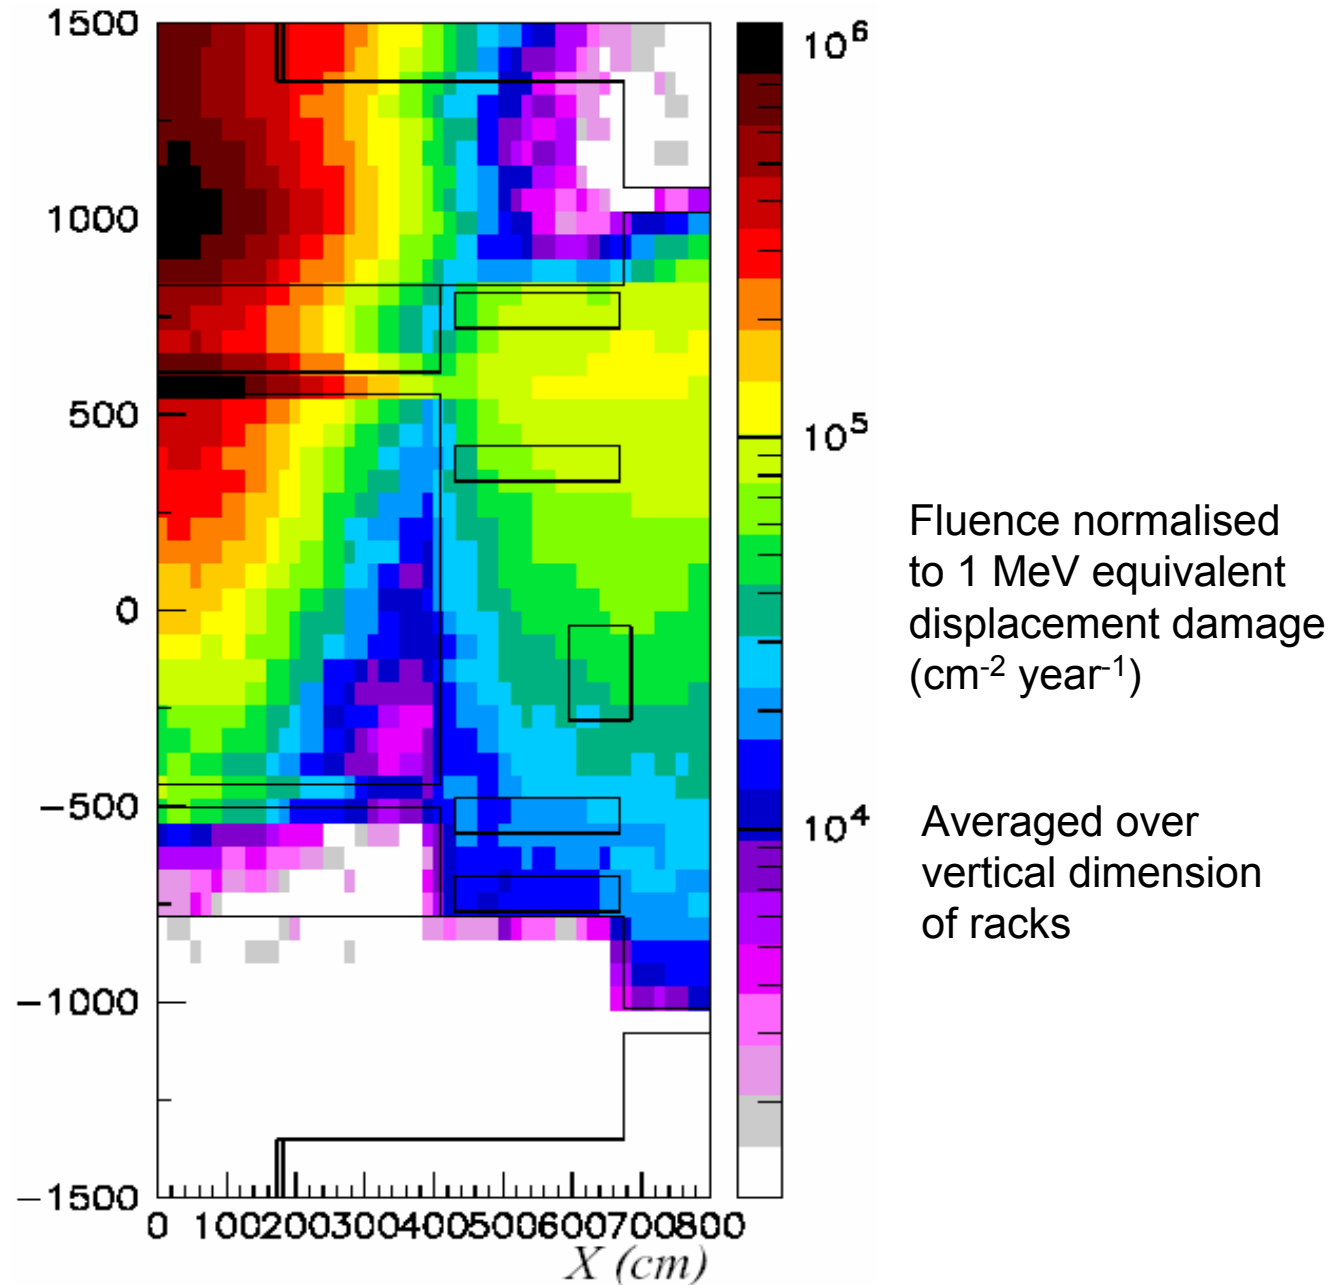 1500
1000
500
0
−500
−1000
−1500
0 100200300400500600700800
X (cm)
10⁶
10⁵
10⁴
Fluence normalised
to 1 MeV equivalent
displacement damage
(cm⁻² year⁻¹)
Averaged over
vertical dimension
of racks